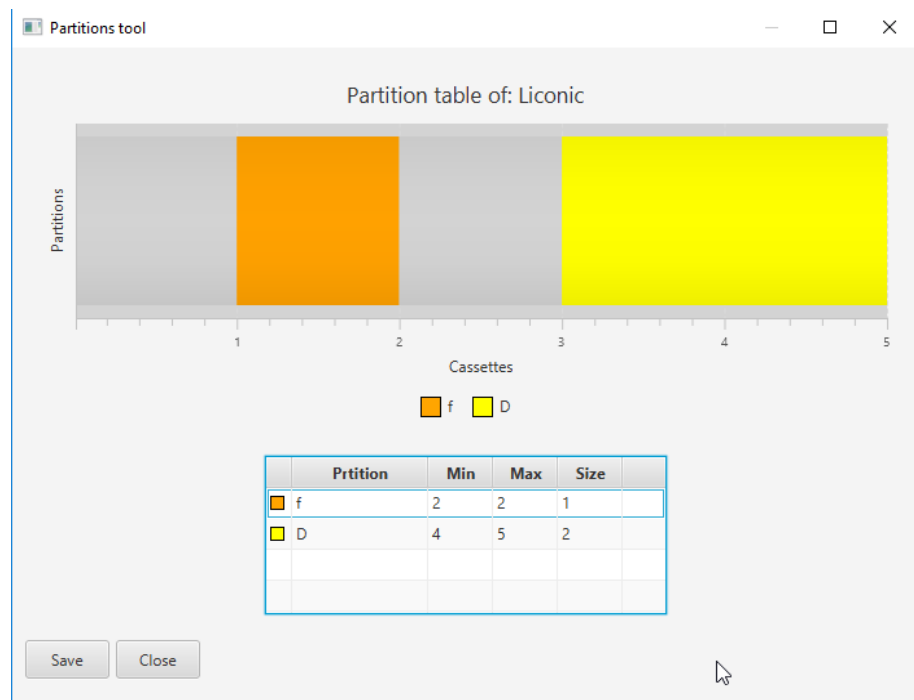 Partitions tool
Partition table of: Liconic
Partitions
1 2 3 4 5
Cassettes
f D
Prtition Min Max Size
f 2 2 1
D 4 5 2
Save Close